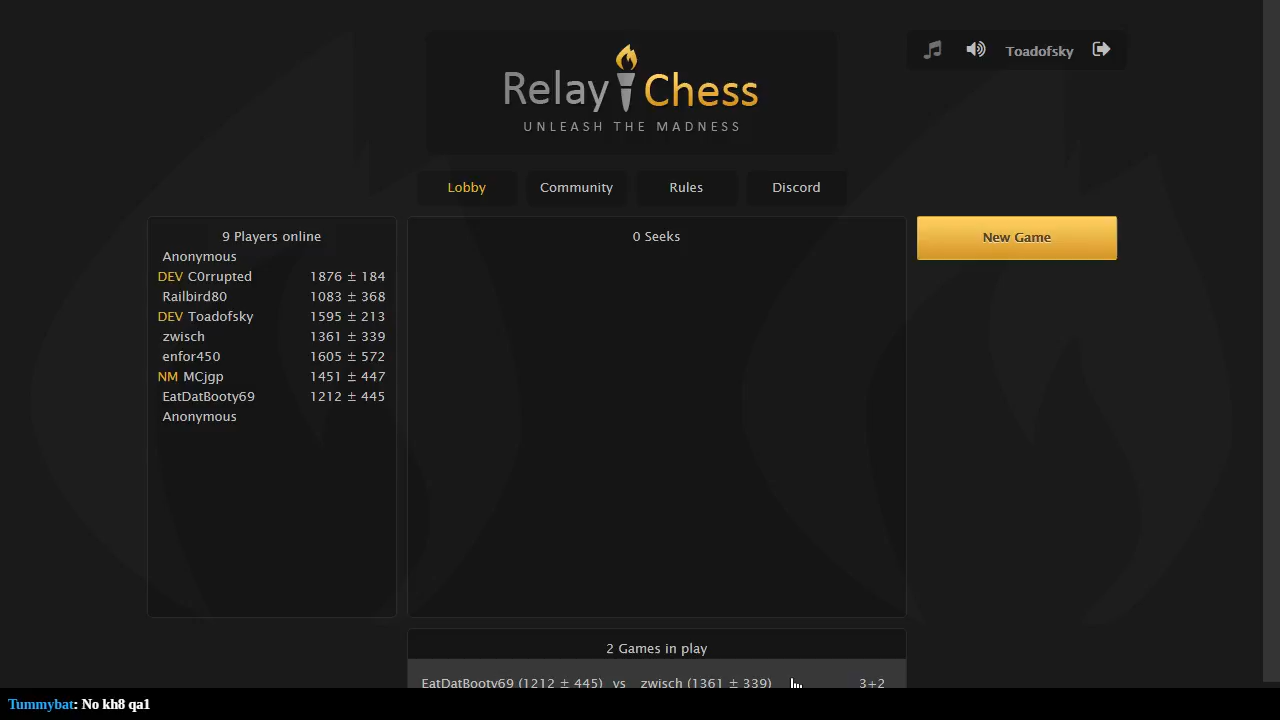 Relay Chess
UNLEASH THE MADNESS
Toadofsky
Lobby
Community
Rules
Discord
9 Players online
Anonymous
DEV C0rrupted 1876 ± 184
Railbird80 1083 ± 368
DEV Toadofsky 1595 ± 213
zwisch 1361 ± 339
enfor450 1605 ± 572
NM MCjgp 1451 ± 447
EatDatBooty69 1212 ± 445
Anonymous
0 Seeks
New Game
2 Games in play
EatDatBooty69 (1212 ± 445) vs zwisch (1361 ± 339) 3+2
Tummybat: No kh8 qa1